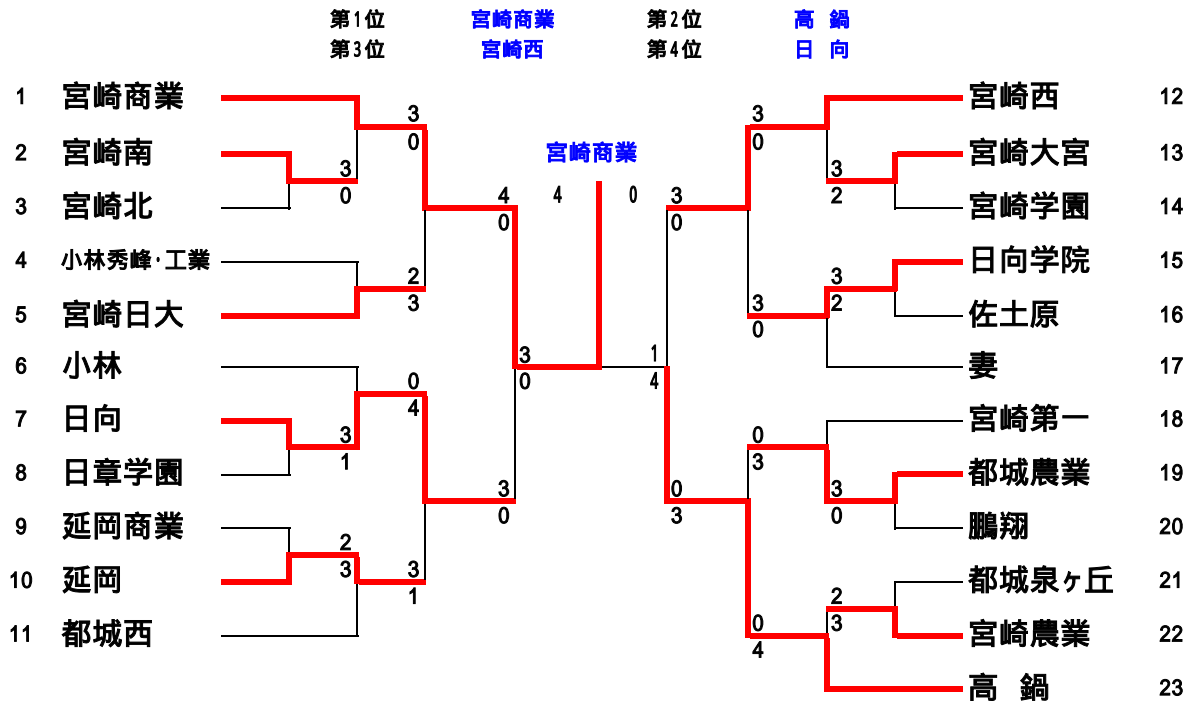 第1位 宮崎商業 第2位 高 鍋
第3位 宮崎西 第4位 日 向
1 宮崎商業 3 3 宮崎西 12
0 0
2 宮崎南 3 宮崎商業 3 宮崎大宮 13
0 4 4 0 3 2
3 宮崎北 0 0 宮崎学園 14
4 小林秀峰・工業 2 3 日向学院 15
3 3 2
5 宮崎日大 0 佐土原 16
6 小林 0 3 1 妻 17
4 0 4
7 日向 3 0 宮崎第一 18
1 3
8 日章学園 3 0 3 都城農業 19
0 3 0
9 延岡商業 2 鵬翔 20
3
10 延岡 3 都城泉ヶ丘 21
1 0 2
4 3
11 都城西 宮崎農業 22
高 鍋 23